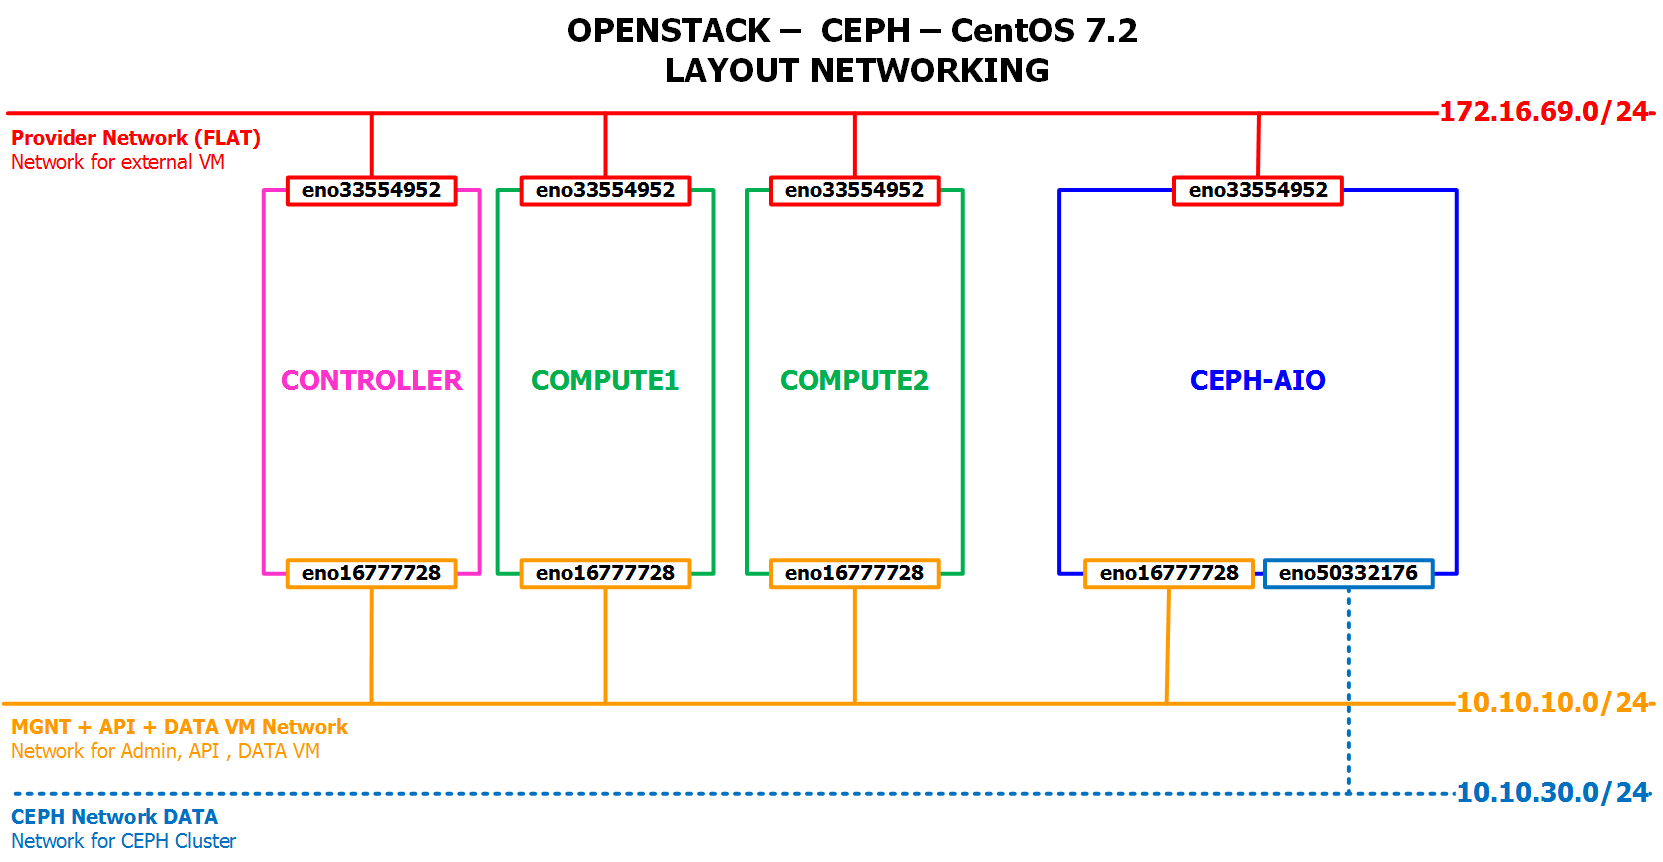 OPENSTACK – CEPH – CentOS 7.2
LAYOUT NETWORKING
172.16.69.0/24
Provider Network (FLAT)
Network for external VM
eno33554952
eno33554952
eno33554952
eno33554952
CONTROLLER
COMPUTE1
COMPUTE2
CEPH-AIO
eno16777728
eno16777728
eno16777728
eno16777728
eno50332176
10.10.10.0/24
MGNT + API + DATA VM Network
Network for Admin, API , DATA VM
10.10.30.0/24
CEPH Network DATA
Network for CEPH Cluster